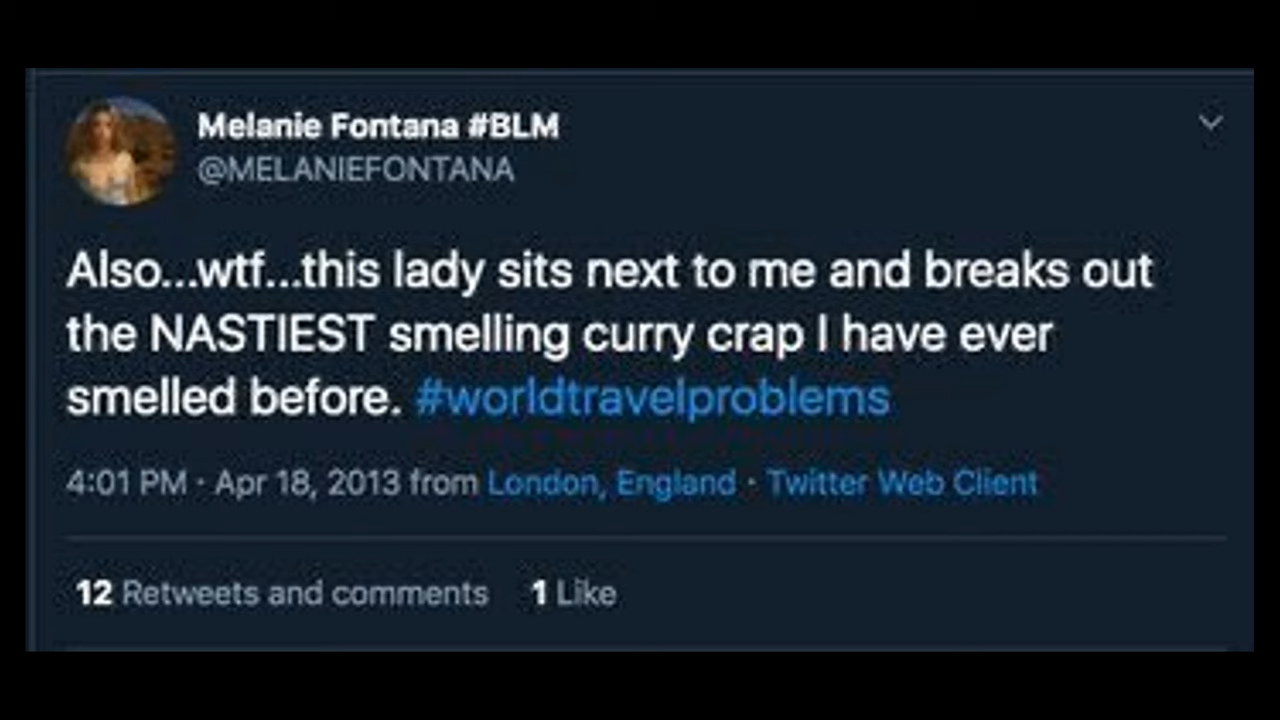 Melanie Fontana #BLM
@MELANIEFONTANA
Also...wtf...this lady sits next to me and breaks out
the NASTIEST smelling curry crap I have ever
smelled before. #worldtravelproblems
4:01 PM · Apr 18, 2013 from London, England · Twitter Web Client
12 Retweets and comments 1 Like